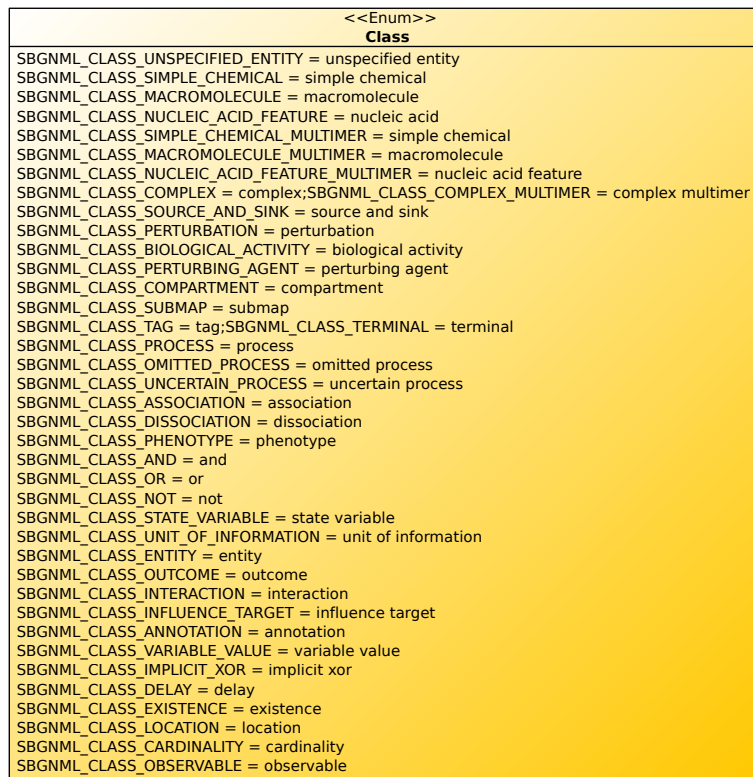 <<Enum>>
Class
SBGNML_CLASS_UNSPECIFIED_ENTITY = unspecified entity
SBGNML_CLASS_SIMPLE_CHEMICAL = simple chemical
SBGNML_CLASS_MACROMOLECULE = macromolecule
SBGNML_CLASS_NUCLEIC_ACID_FEATURE = nucleic acid
SBGNML_CLASS_SIMPLE_CHEMICAL_MULTIMER = simple chemical
SBGNML_CLASS_MACROMOLECULE_MULTIMER = macromolecule
SBGNML_CLASS_NUCLEIC_ACID_FEATURE_MULTIMER = nucleic acid feature
SBGNML_CLASS_COMPLEX = complex;SBGNML_CLASS_COMPLEX_MULTIMER = complex multimer
SBGNML_CLASS_SOURCE_AND_SINK = source and sink
SBGNML_CLASS_PERTURBATION = perturbation
SBGNML_CLASS_BIOLOGICAL_ACTIVITY = biological activity
SBGNML_CLASS_PERTURBING_AGENT = perturbing agent
SBGNML_CLASS_COMPARTMENT = compartment
SBGNML_CLASS_SUBMAP = submap
SBGNML_CLASS_TAG = tag;SBGNML_CLASS_TERMINAL = terminal
SBGNML_CLASS_PROCESS = process
SBGNML_CLASS_OMITTED_PROCESS = omitted process
SBGNML_CLASS_UNCERTAIN_PROCESS = uncertain process
SBGNML_CLASS_ASSOCIATION = association
SBGNML_CLASS_DISSOCIATION = dissociation
SBGNML_CLASS_PHENOTYPE = phenotype
SBGNML_CLASS_AND = and
SBGNML_CLASS_OR = or
SBGNML_CLASS_NOT = not
SBGNML_CLASS_STATE_VARIABLE = state variable
SBGNML_CLASS_UNIT_OF_INFORMATION = unit of information
SBGNML_CLASS_ENTITY = entity
SBGNML_CLASS_OUTCOME = outcome
SBGNML_CLASS_INTERACTION = interaction
SBGNML_CLASS_INFLUENCE_TARGET = influence target
SBGNML_CLASS_ANNOTATION = annotation
SBGNML_CLASS_VARIABLE_VALUE = variable value
SBGNML_CLASS_IMPLICIT_XOR = implicit xor
SBGNML_CLASS_DELAY = delay
SBGNML_CLASS_EXISTENCE = existence
SBGNML_CLASS_LOCATION = location
SBGNML_CLASS_CARDINALITY = cardinality
SBGNML_CLASS_OBSERVABLE = observable